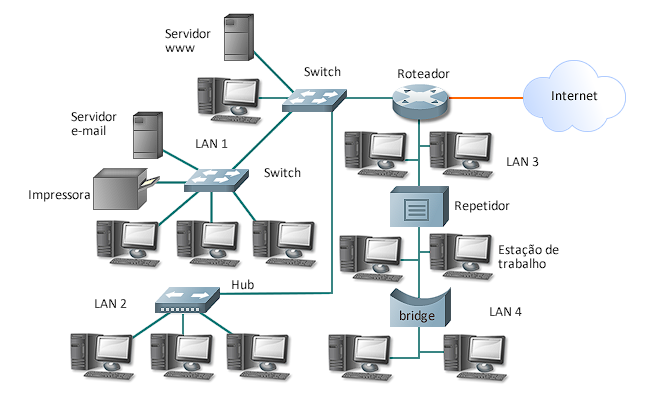 Servidor
www
Switch
Roteador
Internet
Servidor
e-mail
LAN 1
LAN 3
Switch
Impressora
Repetidor
Estação de
trabalho
Hub
LAN 2
bridge
LAN 4